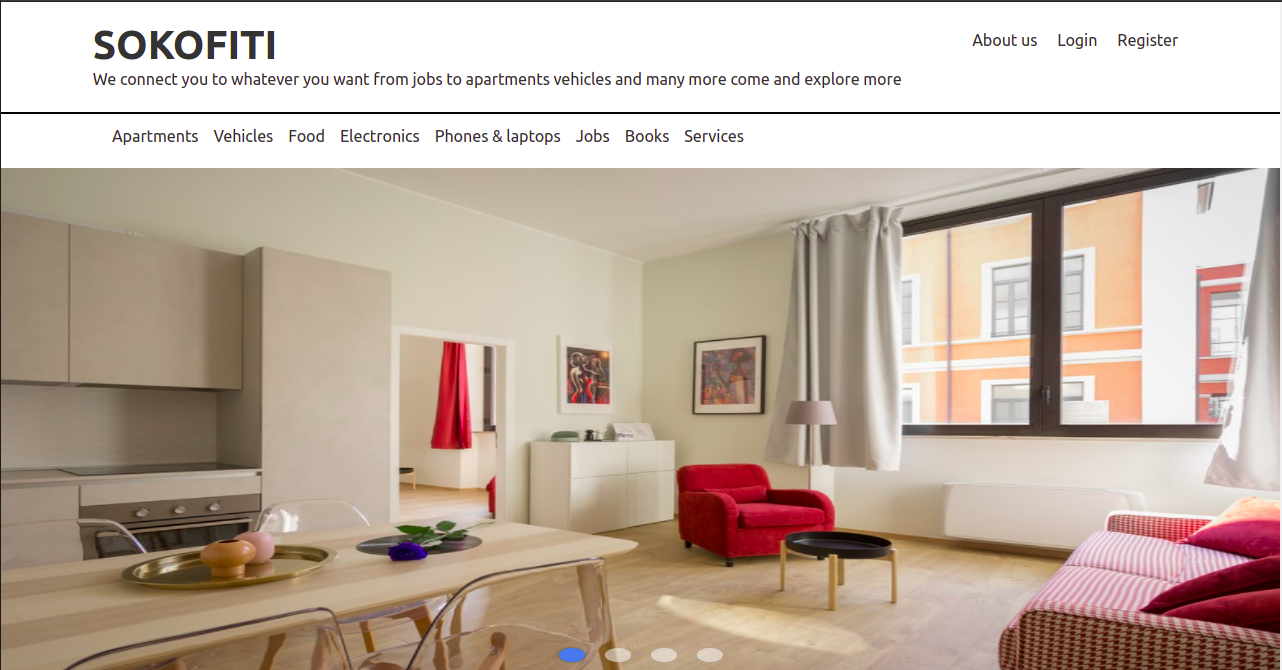 SOKOFITI
About us Login Register
We connect you to whatever you want from jobs to apartments vehicles and many more come and explore more
Apartments Vehicles Food Electronics Phones & laptops Jobs Books Services